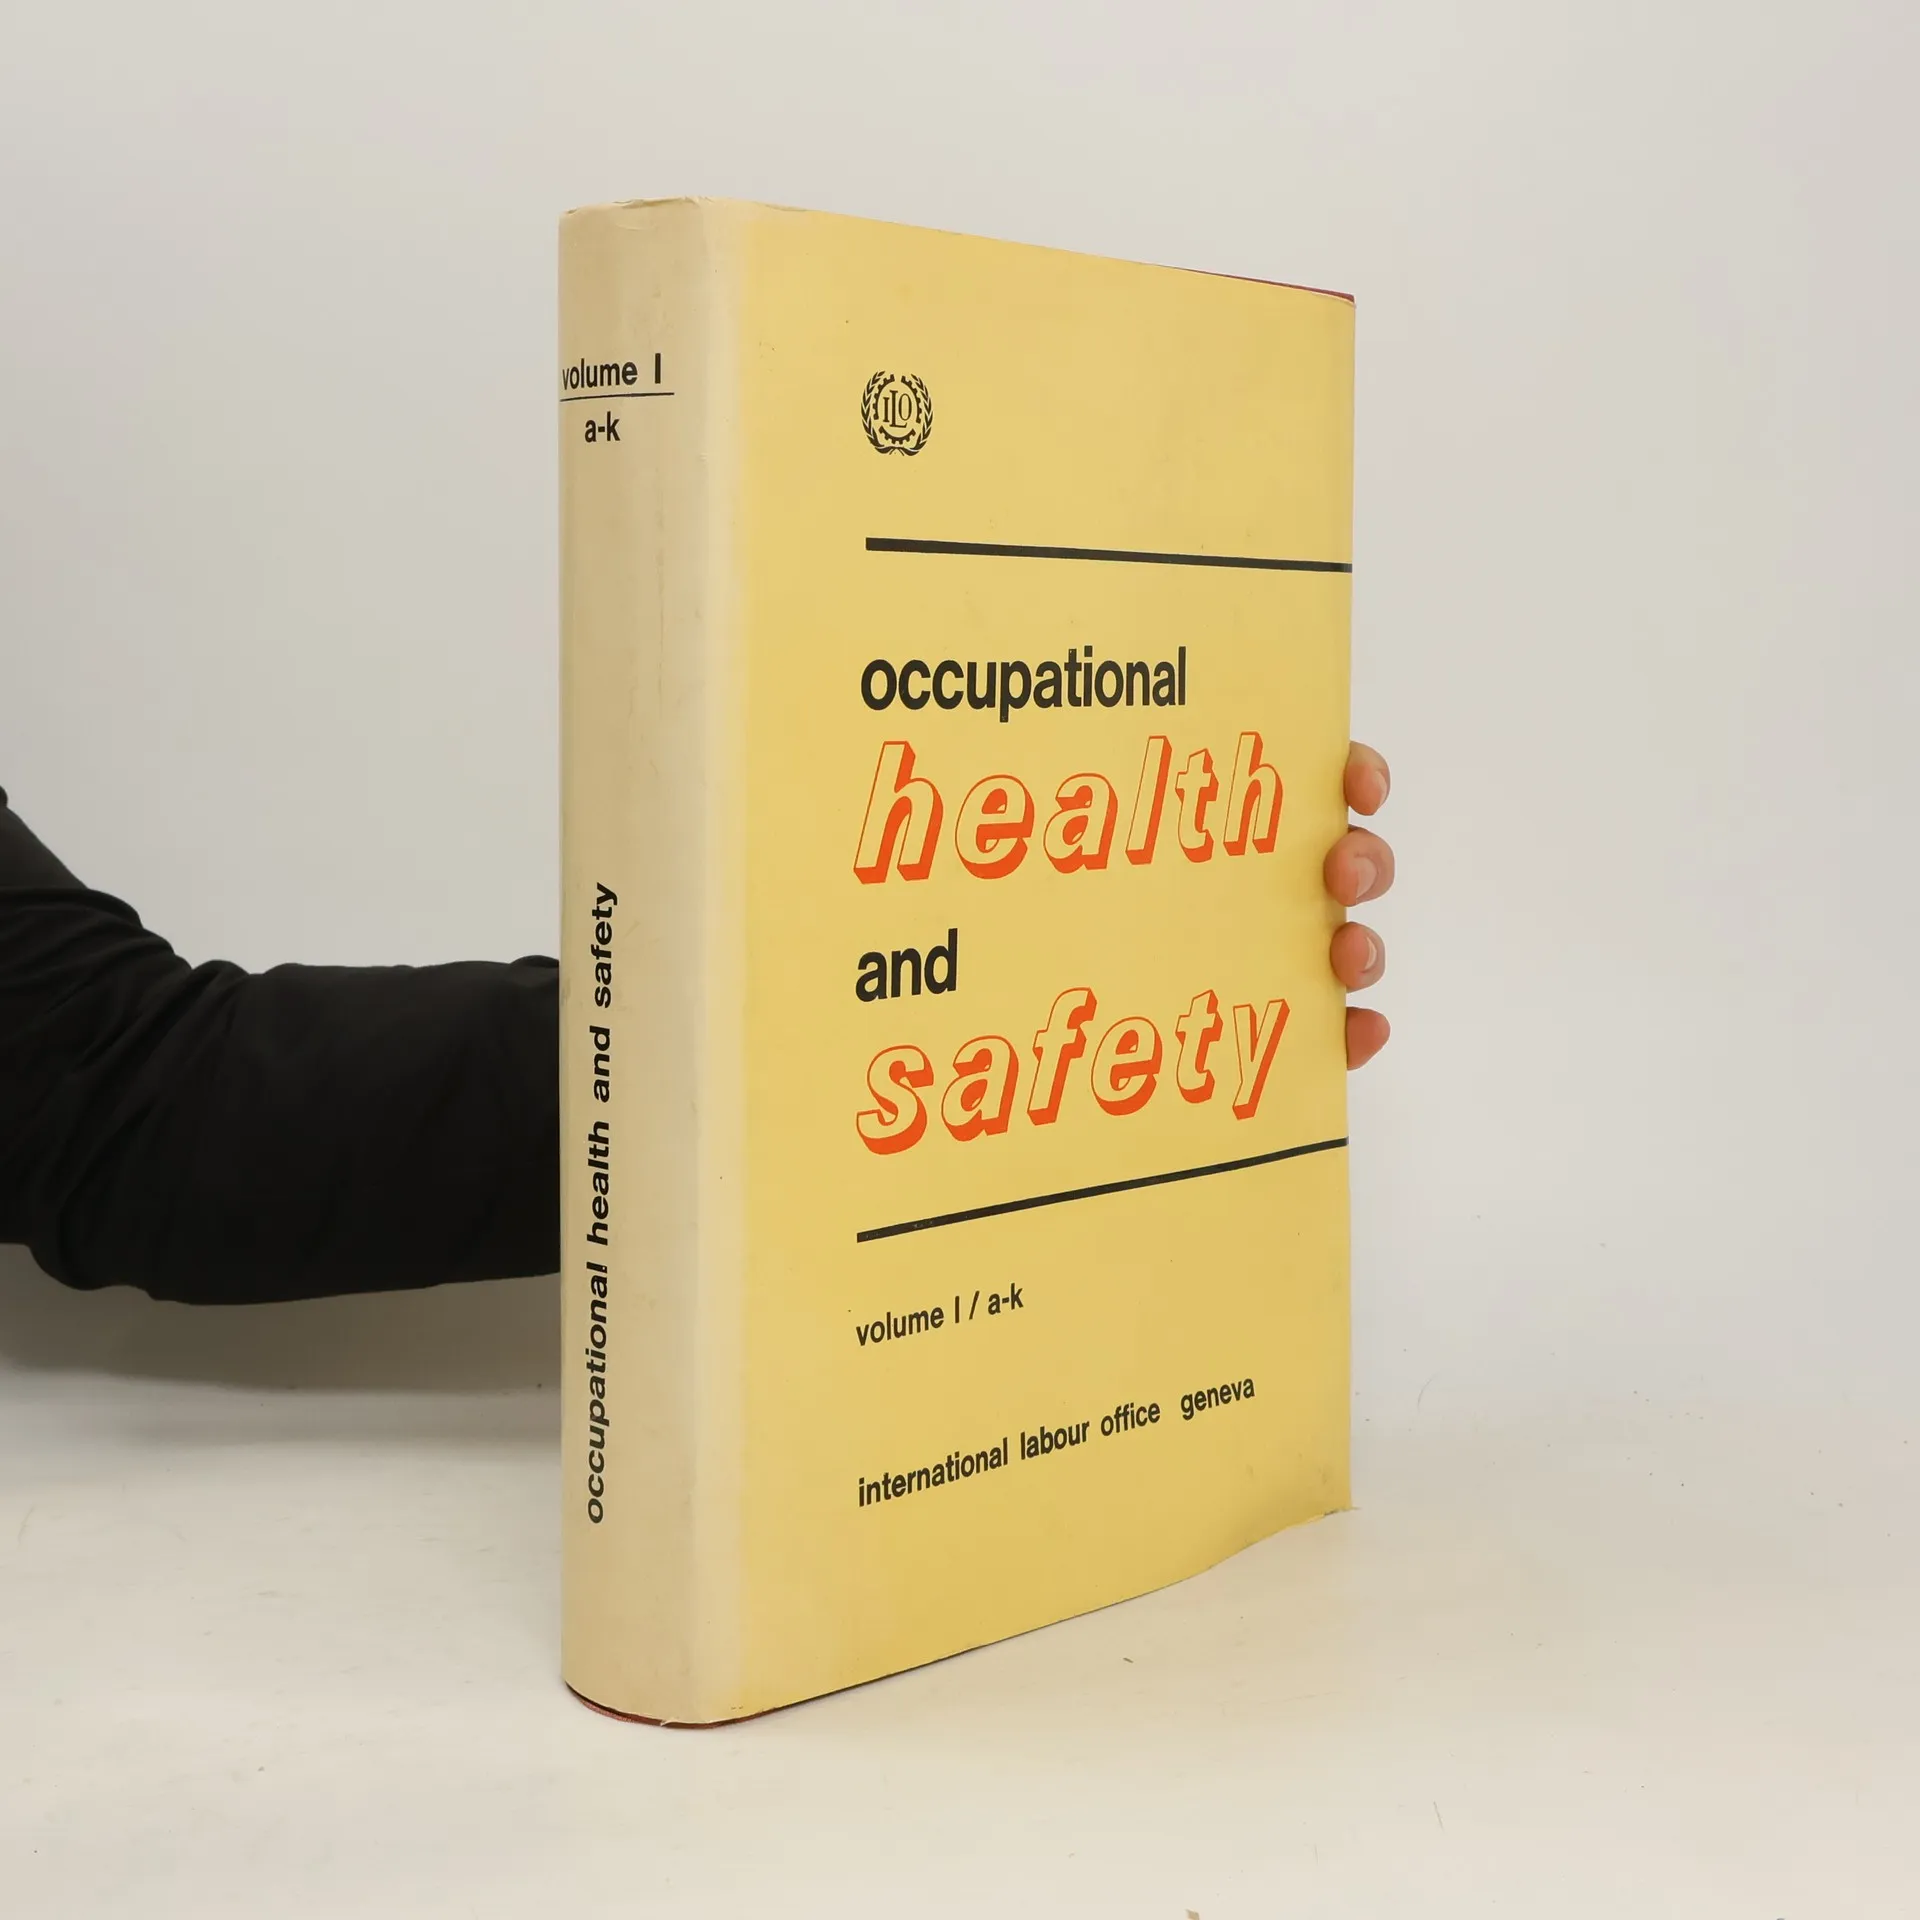 volume I
a-k
occupational health and safety
ILO
occupational
health
and
safety
volume I / a-k
international labour office geneva